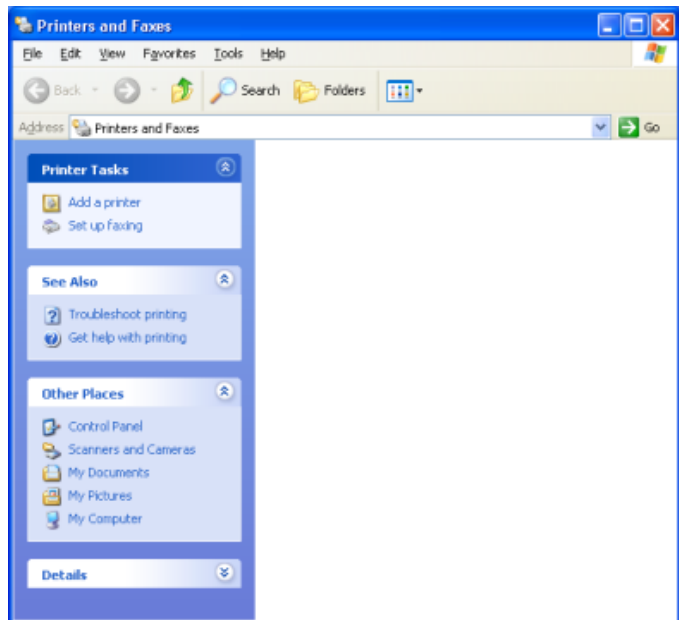 Printers and Faxes
File Edit View Favorites Tools Help
Back Search Folders
Address Printers and Faxes Go
Printer Tasks
Add a printer
Set up faxing
See Also
Troubleshoot printing
Get help with printing
Other Places
Control Panel
Scanners and Cameras
My Documents
My Pictures
My Computer
Details